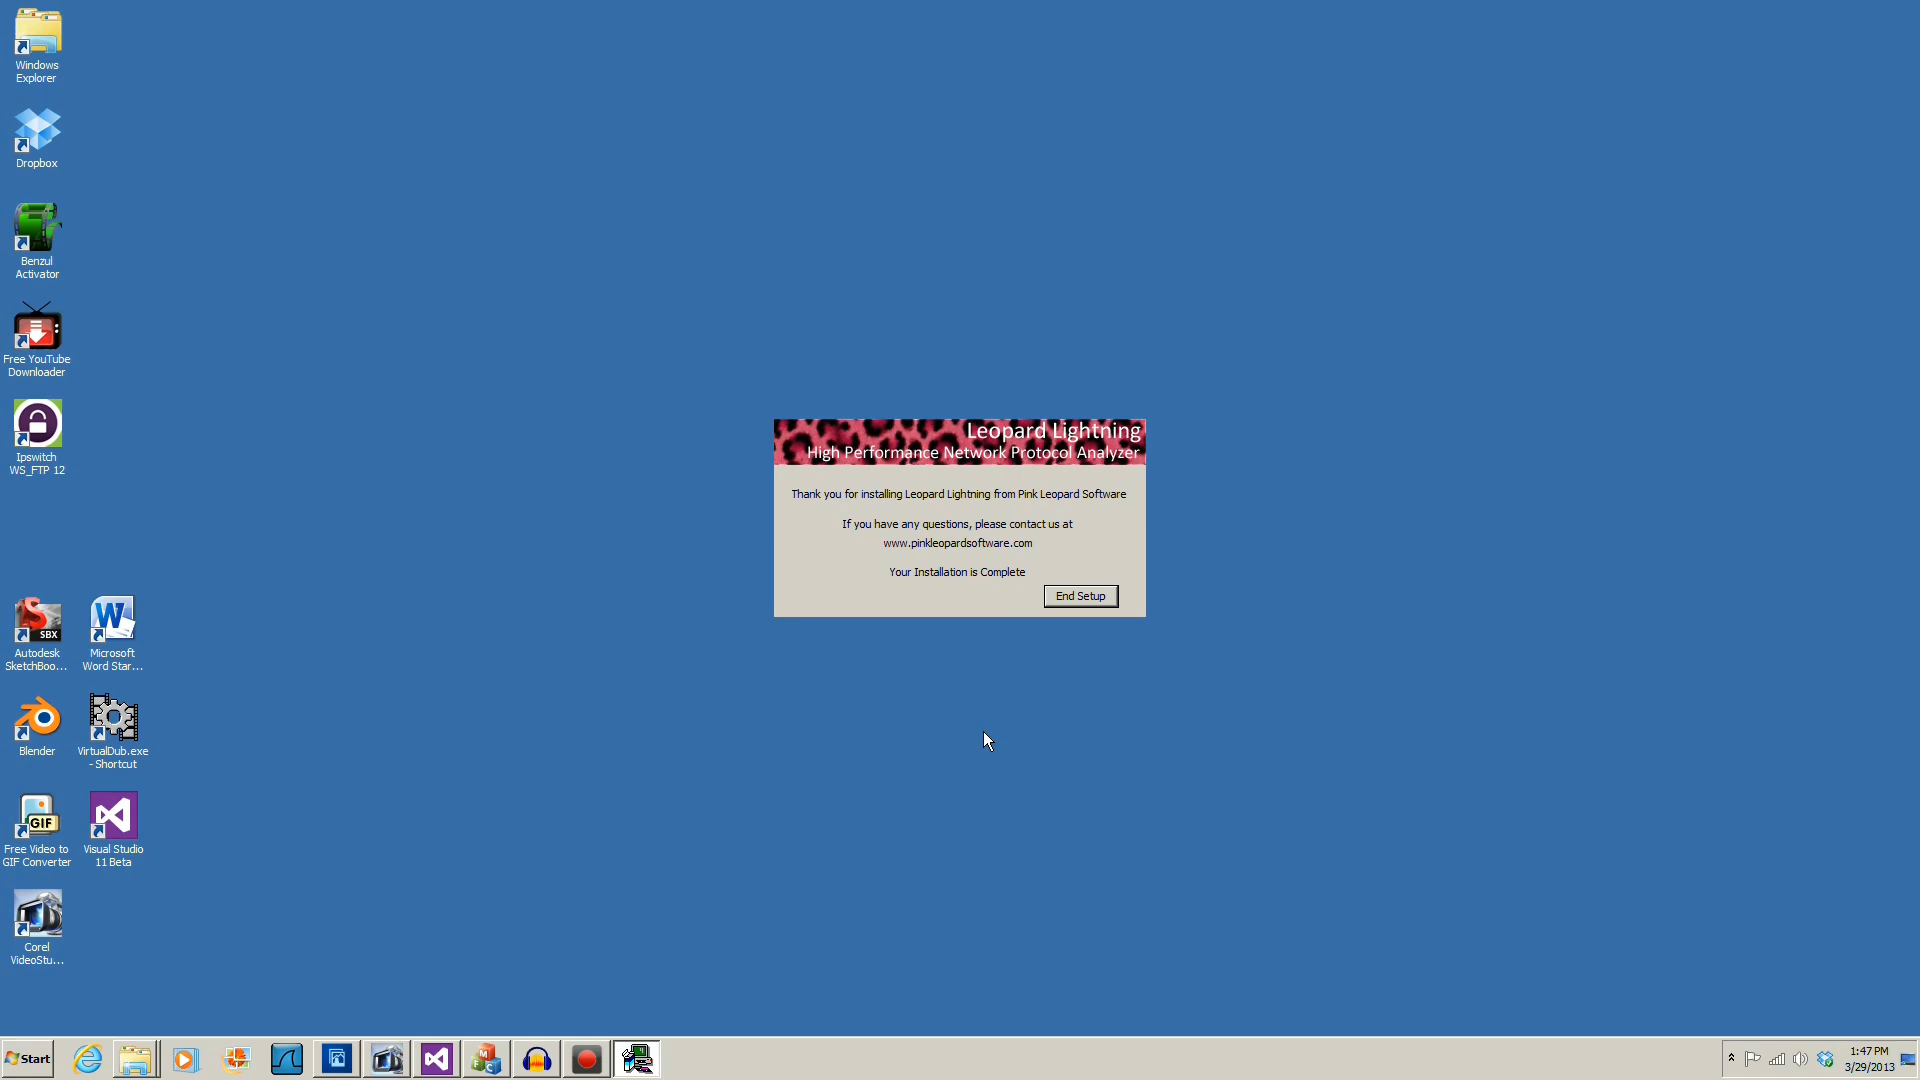 Windows
Explorer
Dropbox
Benzul
Activator
Free YouTube
Downloader
Ipswitch
WS_FTP 12
SBX
Autodesk
SketchBoo...
W
Microsoft
Word Star...
Blender
VirtualDub.exe
- Shortcut
GIF
Free Video to
GIF Converter
Visual Studio
11 Beta
Corel
VideoStu...
Leopard Lightning
High Performance Network Protocol Analyzer
Thank you for installing Leopard Lightning from Pink Leopard Software
If you have any questions, please contact us at
www.pinkleopardsoftware.com
Your Installation is Complete
End Setup
Start
1:47 PM
3/29/2013